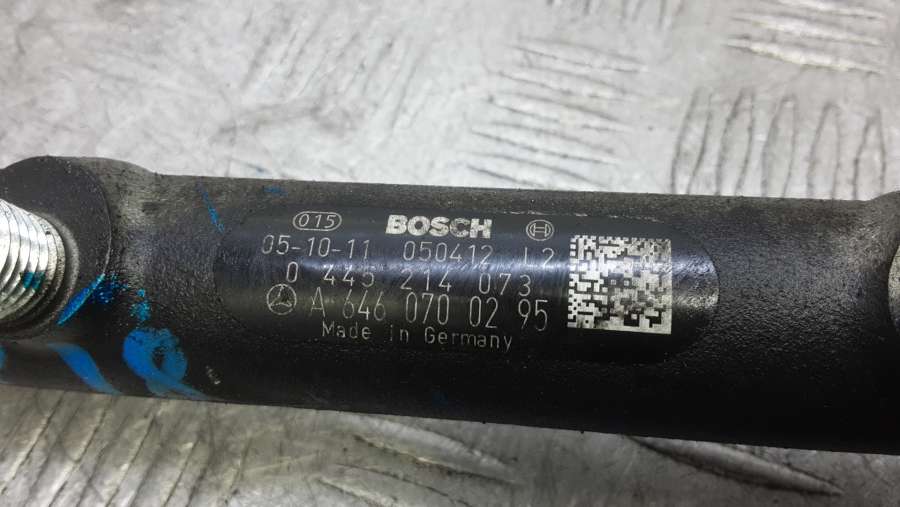 015 BOSCH
05-10-11 050412 L2
0 445 214 073
A 646 070 02 95
Made in Germany